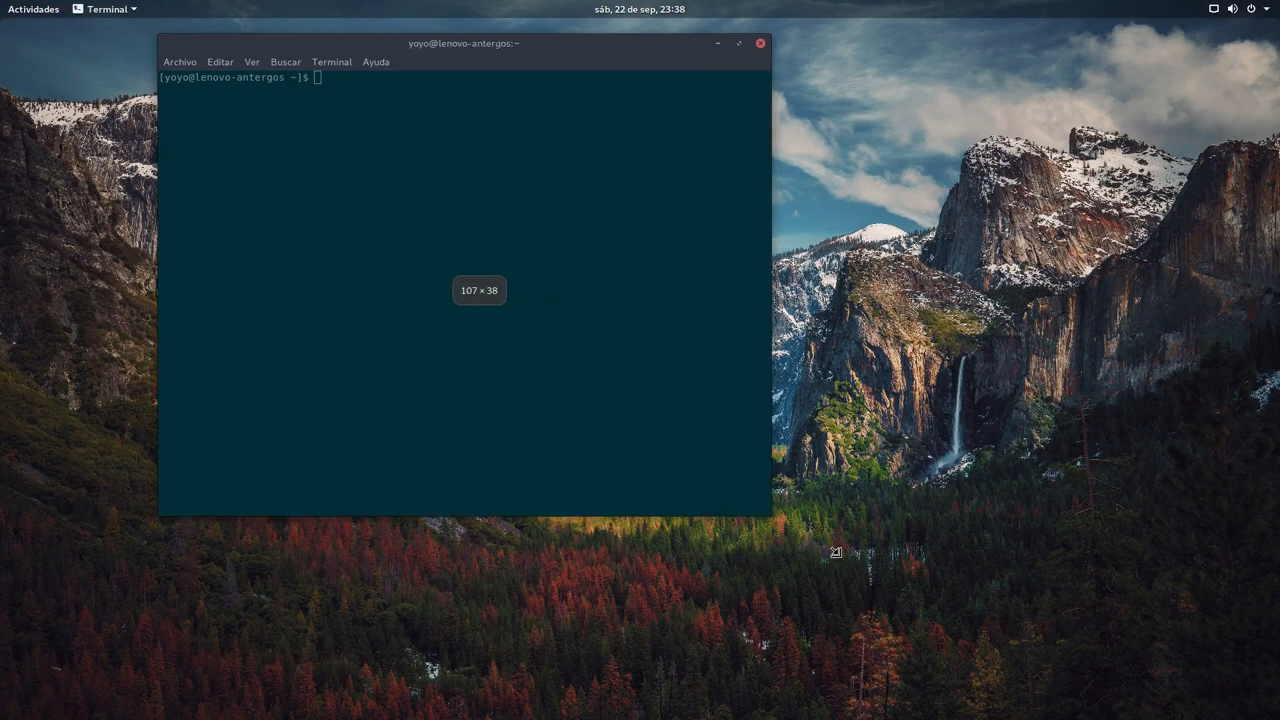 Actividades Terminal sáb, 22 de sep, 23:38
yoyo@lenovo-antergos:~
Archivo Editar Ver Buscar Terminal Ayuda
[yoyo@lenovo-antergos ~]$
107 × 38